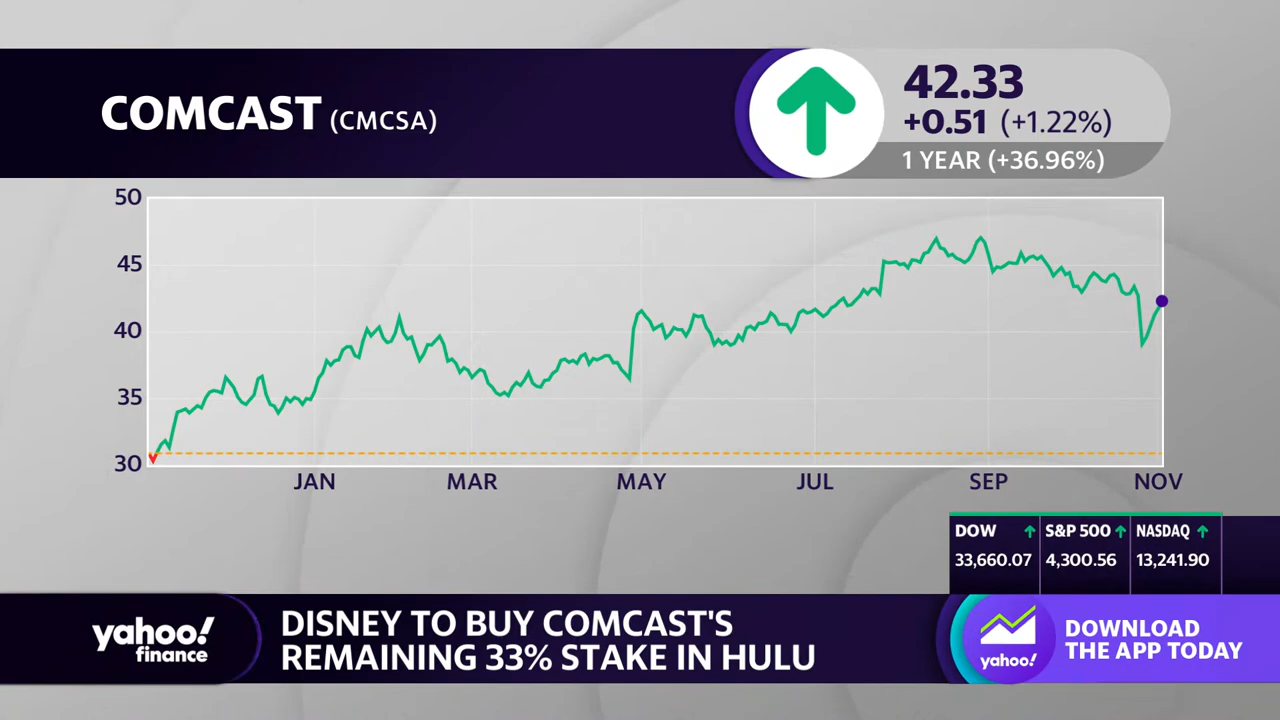 COMCAST (CMCSA)
42.33
+0.51 (+1.22%)
1 YEAR (+36.96%)
50
45
40
35
30
JAN MAR MAY JUL SEP NOV
DOW S&P 500 NASDAQ
33,660.07 4,300.56 13,241.90
yahoo!
finance
DISNEY TO BUY COMCAST'S
REMAINING 33% STAKE IN HULU
yahoo!
DOWNLOAD
THE APP TODAY